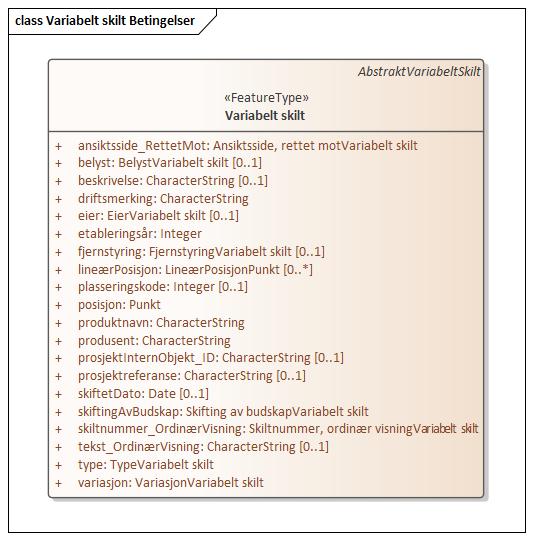 class Variabelt skilt Betingelser
AbstraktVariabeltSkilt
«FeatureType»
Variabelt skilt
+ ansiktsside_RettetMot: Ansiktsside, rettet motVariabelt skilt
+ belyst: BelystVariabelt skilt [0..1]
+ beskrivelse: CharacterString [0..1]
+ driftsmerking: CharacterString
+ eier: EierVariabelt skilt [0..1]
+ etableringsår: Integer
+ fjernstyring: FjernstyringVariabelt skilt [0..1]
+ lineærPosisjon: LineærPosisjonPunkt [0..*]
+ plasseringskode: Integer [0..1]
+ posisjon: Punkt
+ produktnavn: CharacterString
+ produsent: CharacterString
+ prosjektInternObjekt_ID: CharacterString [0..1]
+ prosjektreferanse: CharacterString [0..1]
+ skiftetDato: Date [0..1]
+ skiftingAvBudskap: Skifting av budskapVariabelt skilt
+ skiltnummer_OrdinærVisning: Skiltnummer, ordinær visningVariabelt skilt
+ tekst_OrdinærVisning: CharacterString [0..1]
+ type: TypeVariabelt skilt
+ variasjon: VariasjonVariabelt skilt